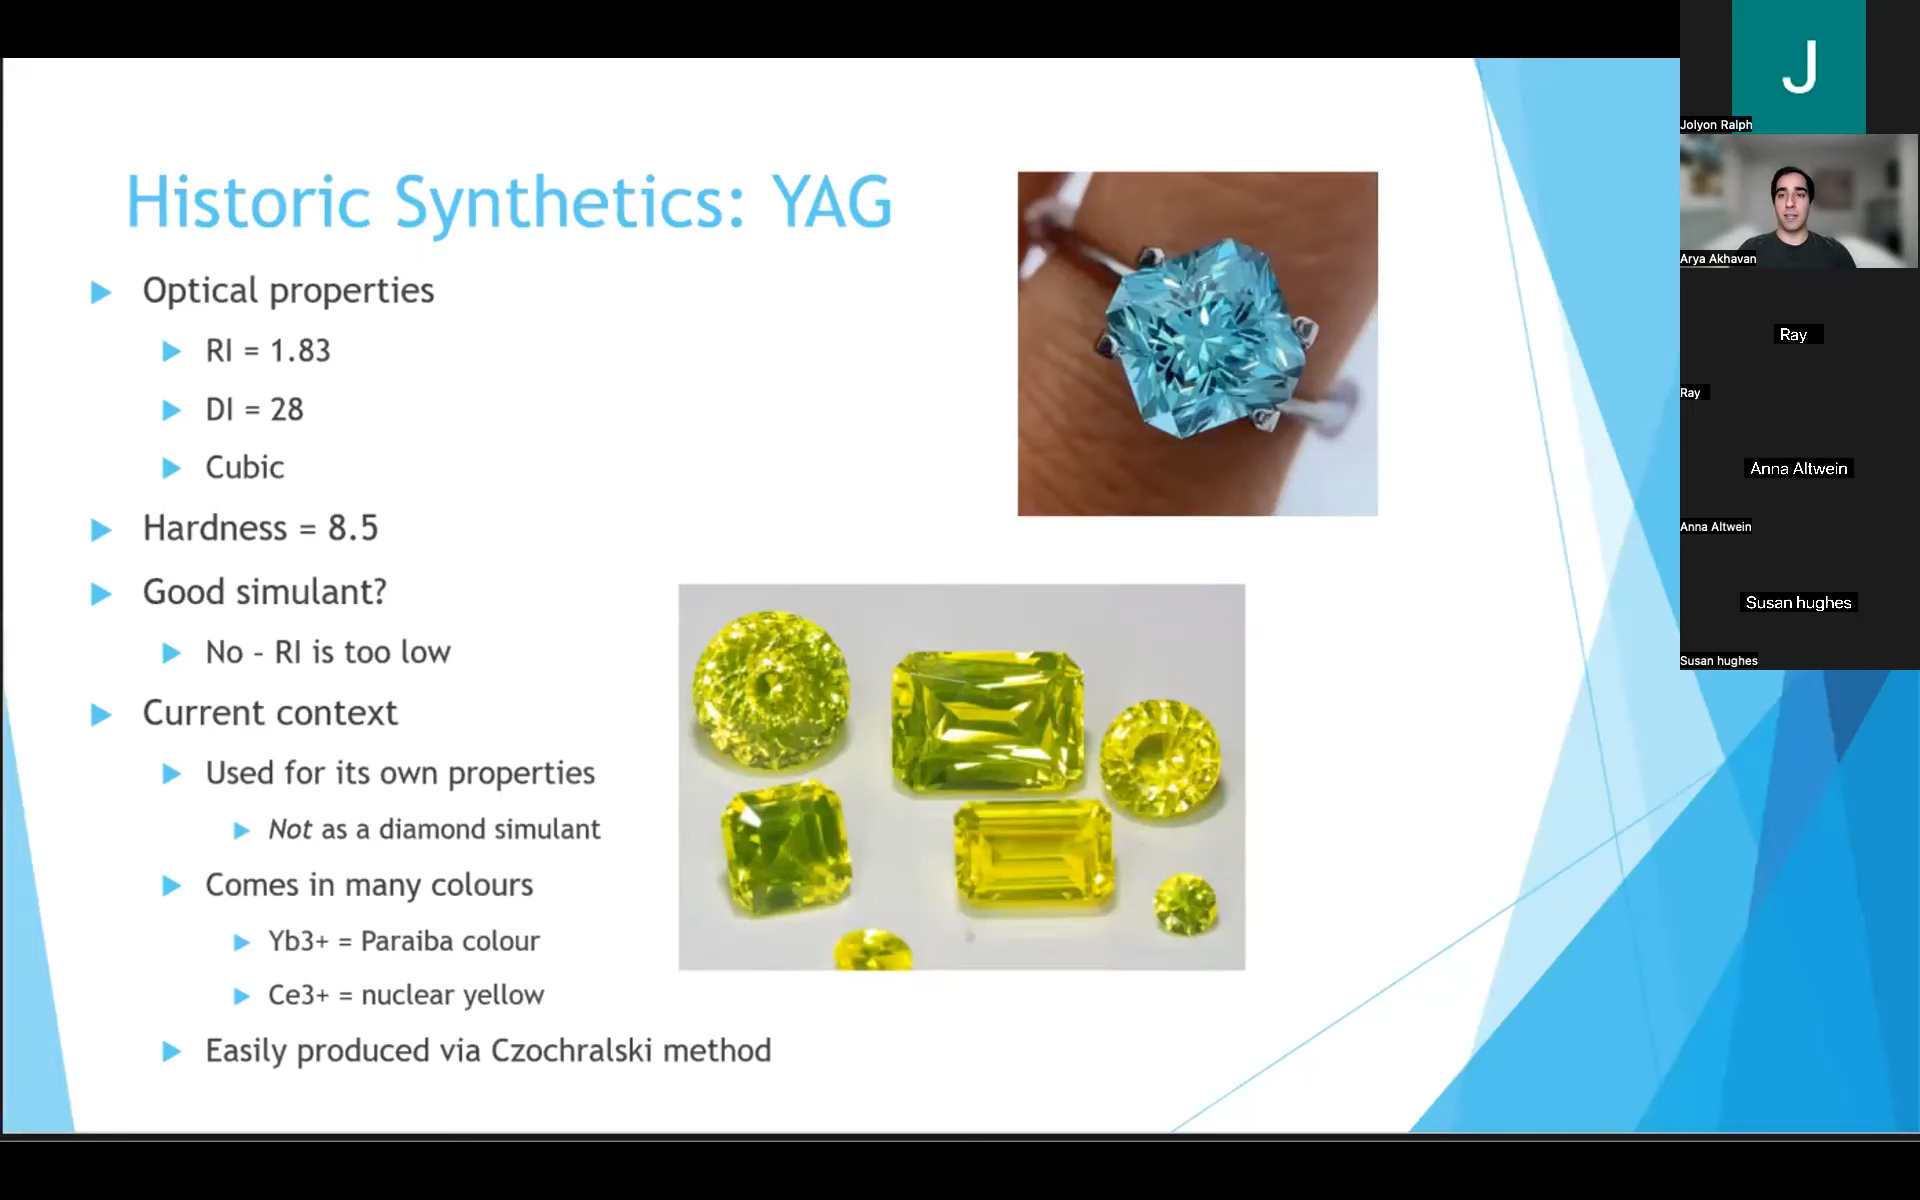 Historic Synthetics: YAG
Optical properties
RI = 1.83
DI = 28
Cubic
Hardness = 8.5
Good simulant?
No - RI is too low
Current context
Used for its own properties
Not as a diamond simulant
Comes in many colours
Yb3+ = Paraiba colour
Ce3+ = nuclear yellow
Easily produced via Czochralski method
J
Jolyon Ralph
Arya Akhavan
Ray
Ray
Anna Altwein
Anna Altwein
Susan hughes
Susan hughes